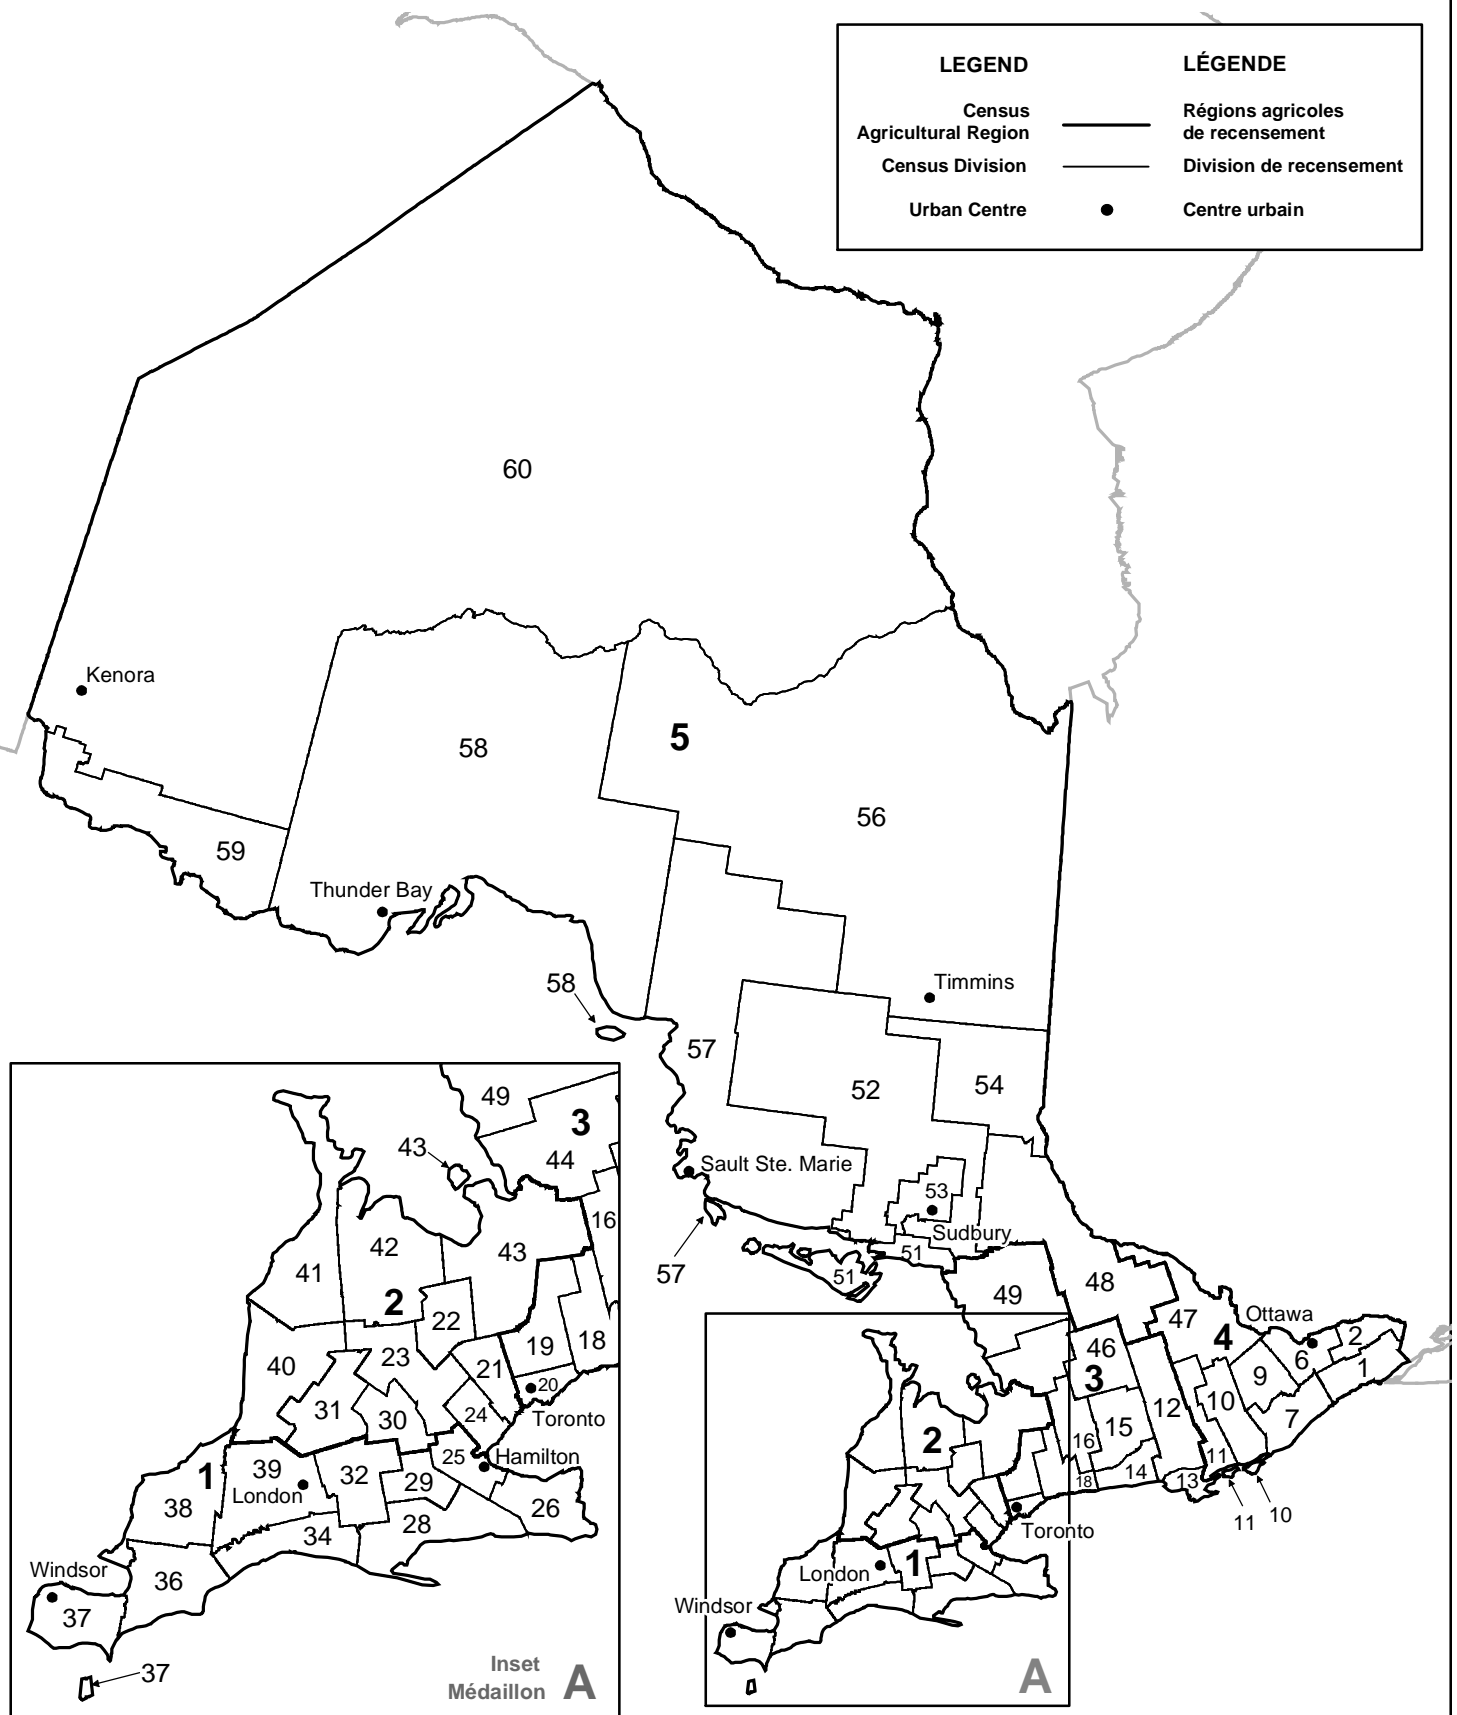 LEGEND
LÉGENDE
Census
Agricultural Region
Régions agricoles
de recensement
Census Division
Division de recensement
Urban Centre
Centre urbain
60
Kenora
58
5
56
59
Thunder Bay
58
Timmins
57
52
54
Sault Ste. Marie
53
Sudbury
57
51
51
49
48
47
Ottawa
4
2
6
1
46
3
9
10
7
12
15
16
2
14
18
13
11
11
10
Toronto
London
1
Windsor
A
49
3
43
44
16
42
43
41
2
22
19
18
40
23
21
20
31
30
24
Toronto
25
Hamilton
1
39
32
29
London
38
26
34
28
Windsor
36
37
37
Inset
Médaillon
A